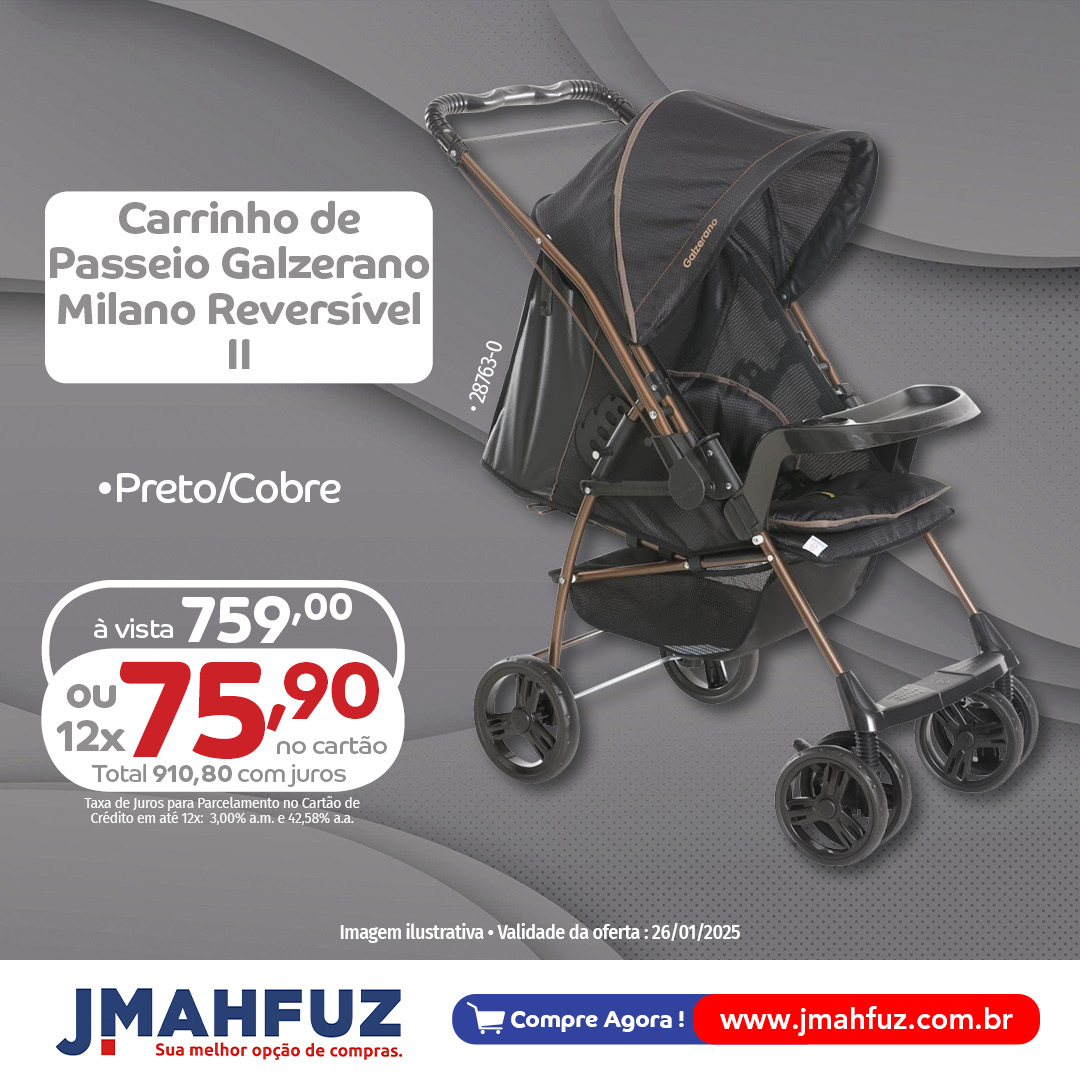 Carrinho de
Passeio Galzerano
Milano Reversível
II
Galzerano
• 28763-0
•Preto/Cobre
à vista 759,00
ou
12x 75,90
no cartão
Total 910,80 com juros
Taxa de Juros para Parcelamento no Cartão de
Crédito em até 12x: 3,00% a.m. e 42,58% a.a.
Imagem ilustrativa • Validade da oferta : 26/01/2025
JMAHFUZ
Sua melhor opção de compras.
Compre Agora !
www.jmahfuz.com.br